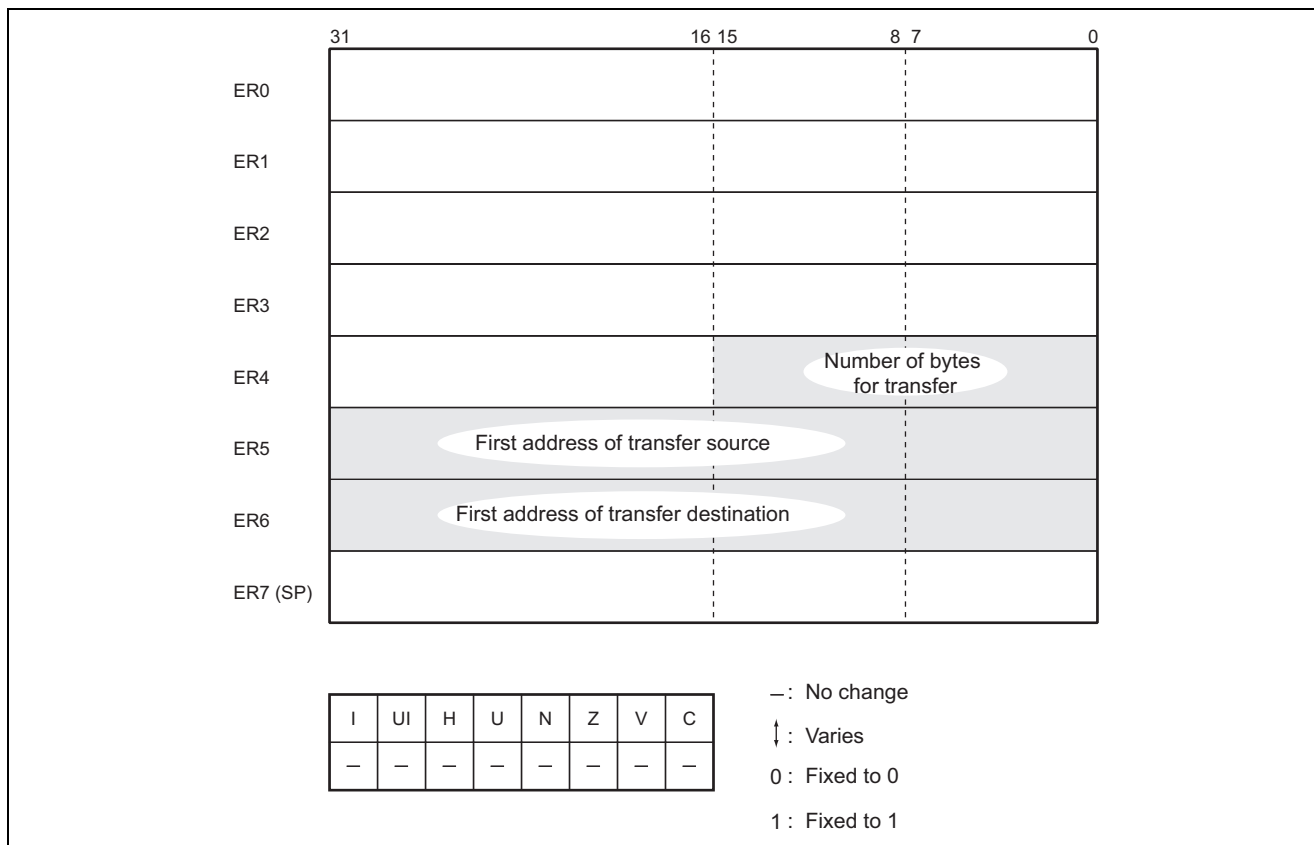 31 16 15 8 7 0
ER0
ER1
ER2
ER3
ER4 Number of bytes
for transfer
ER5 First address of transfer source
ER6 First address of transfer destination
ER7 (SP)
I UI H U N Z V C
– – – – – – – –
–: No change
↕: Varies
0: Fixed to 0
1: Fixed to 1